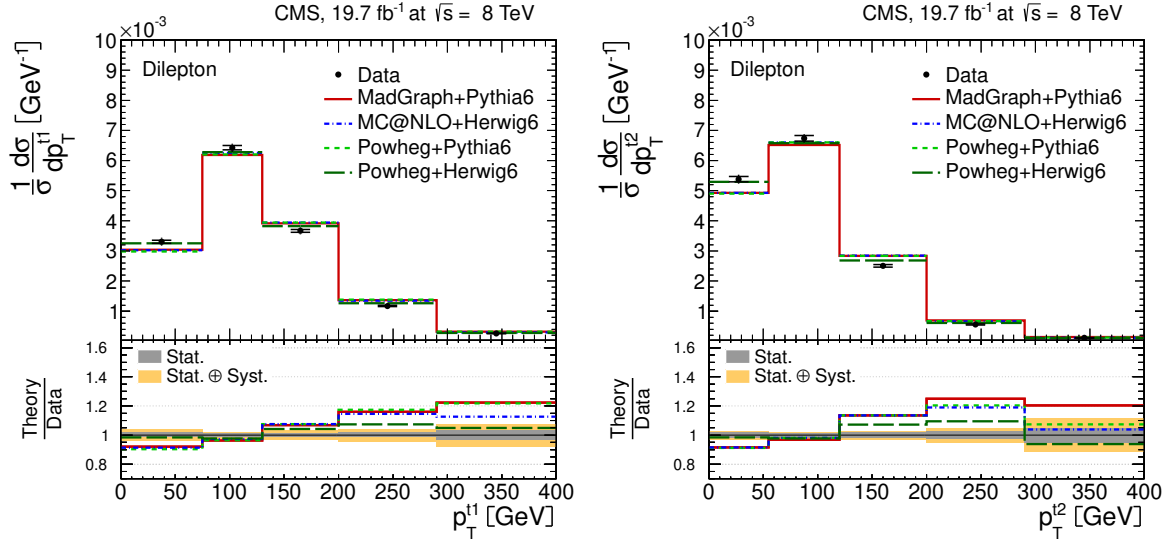 CMS, 19.7 fb⁻¹ at √s = 8 TeV
×10⁻³
10
9
8
7
6
5
4
3
2
1
1/σ dσ/dp_T^t1 [GeV⁻¹]
Dilepton
Data
MadGraph+Pythia6
MC@NLO+Herwig6
Powheg+Pythia6
Powheg+Herwig6
1.6
1.4
1.2
1.0
0.8
Theory
Data
Stat.
Stat. ⊕ Syst.
0 50 100 150 200 250 300 350 400
p_T^t1 [GeV]
CMS, 19.7 fb⁻¹ at √s = 8 TeV
×10⁻³
10
9
8
7
6
5
4
3
2
1
1/σ dσ/dp_T^t2 [GeV⁻¹]
Dilepton
Data
MadGraph+Pythia6
MC@NLO+Herwig6
Powheg+Pythia6
Powheg+Herwig6
1.6
1.4
1.2
1.0
0.8
Theory
Data
Stat.
Stat. ⊕ Syst.
0 50 100 150 200 250 300 350 400
p_T^t2 [GeV]